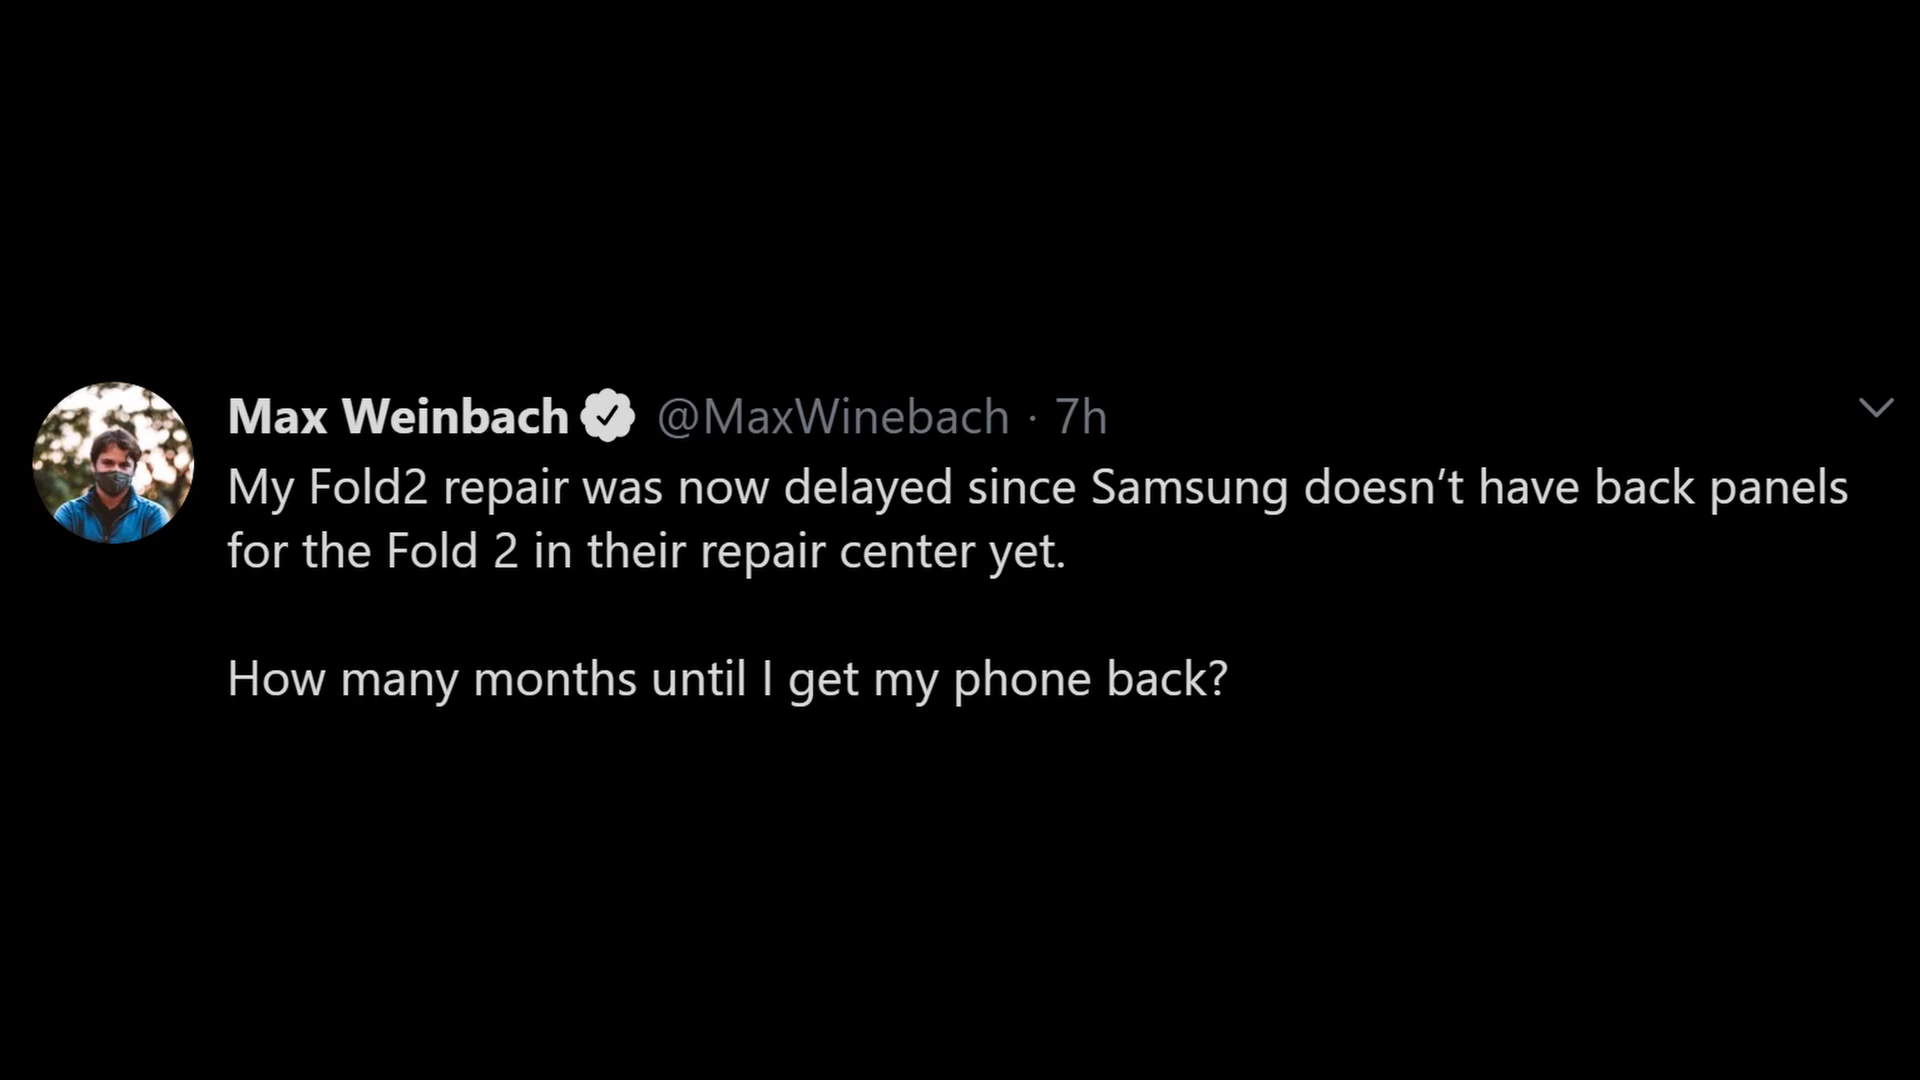 Max Weinbach @MaxWinebach · 7h
My Fold2 repair was now delayed since Samsung doesn’t have back panels
for the Fold 2 in their repair center yet.
How many months until I get my phone back?